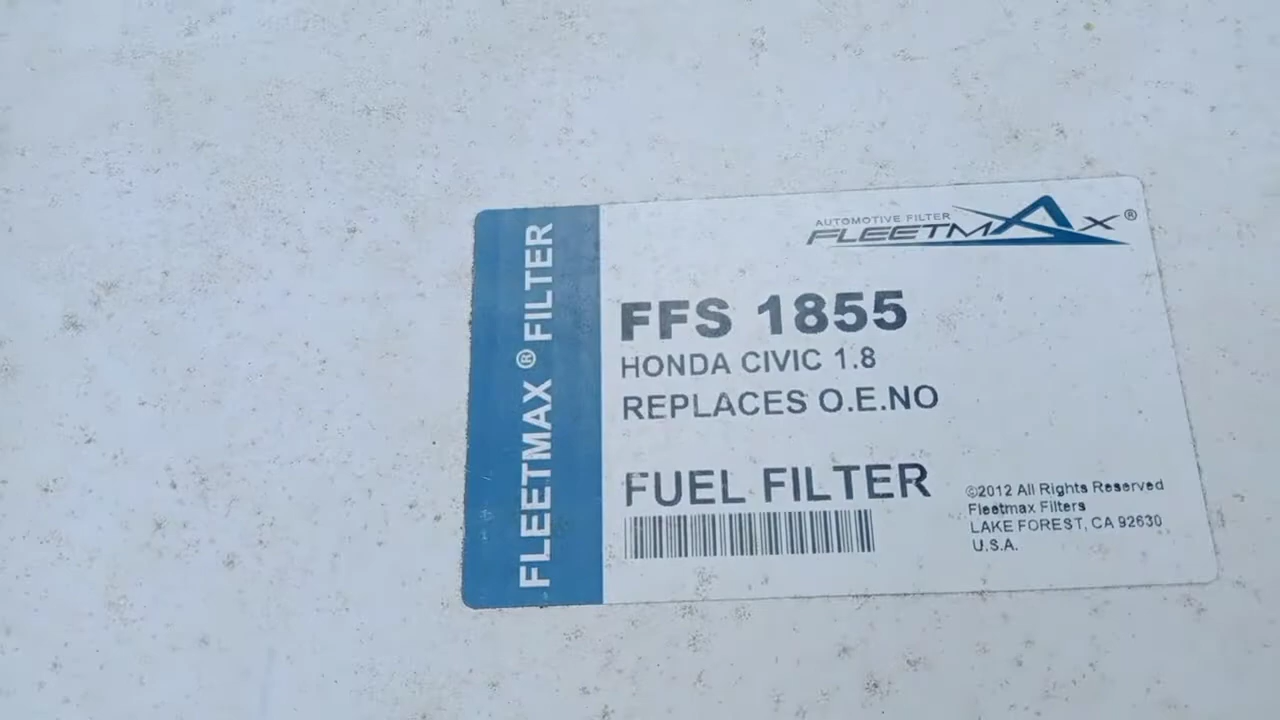 FLEETMAX® FILTER
AUTOMOTIVE FILTER
FLEETMAX®
FFS 1855
HONDA CIVIC 1.8
REPLACES O.E.NO
FUEL FILTER
©2012 All Rights Reserved
Fleetmax Filters
LAKE FOREST, CA 92630
U.S.A.